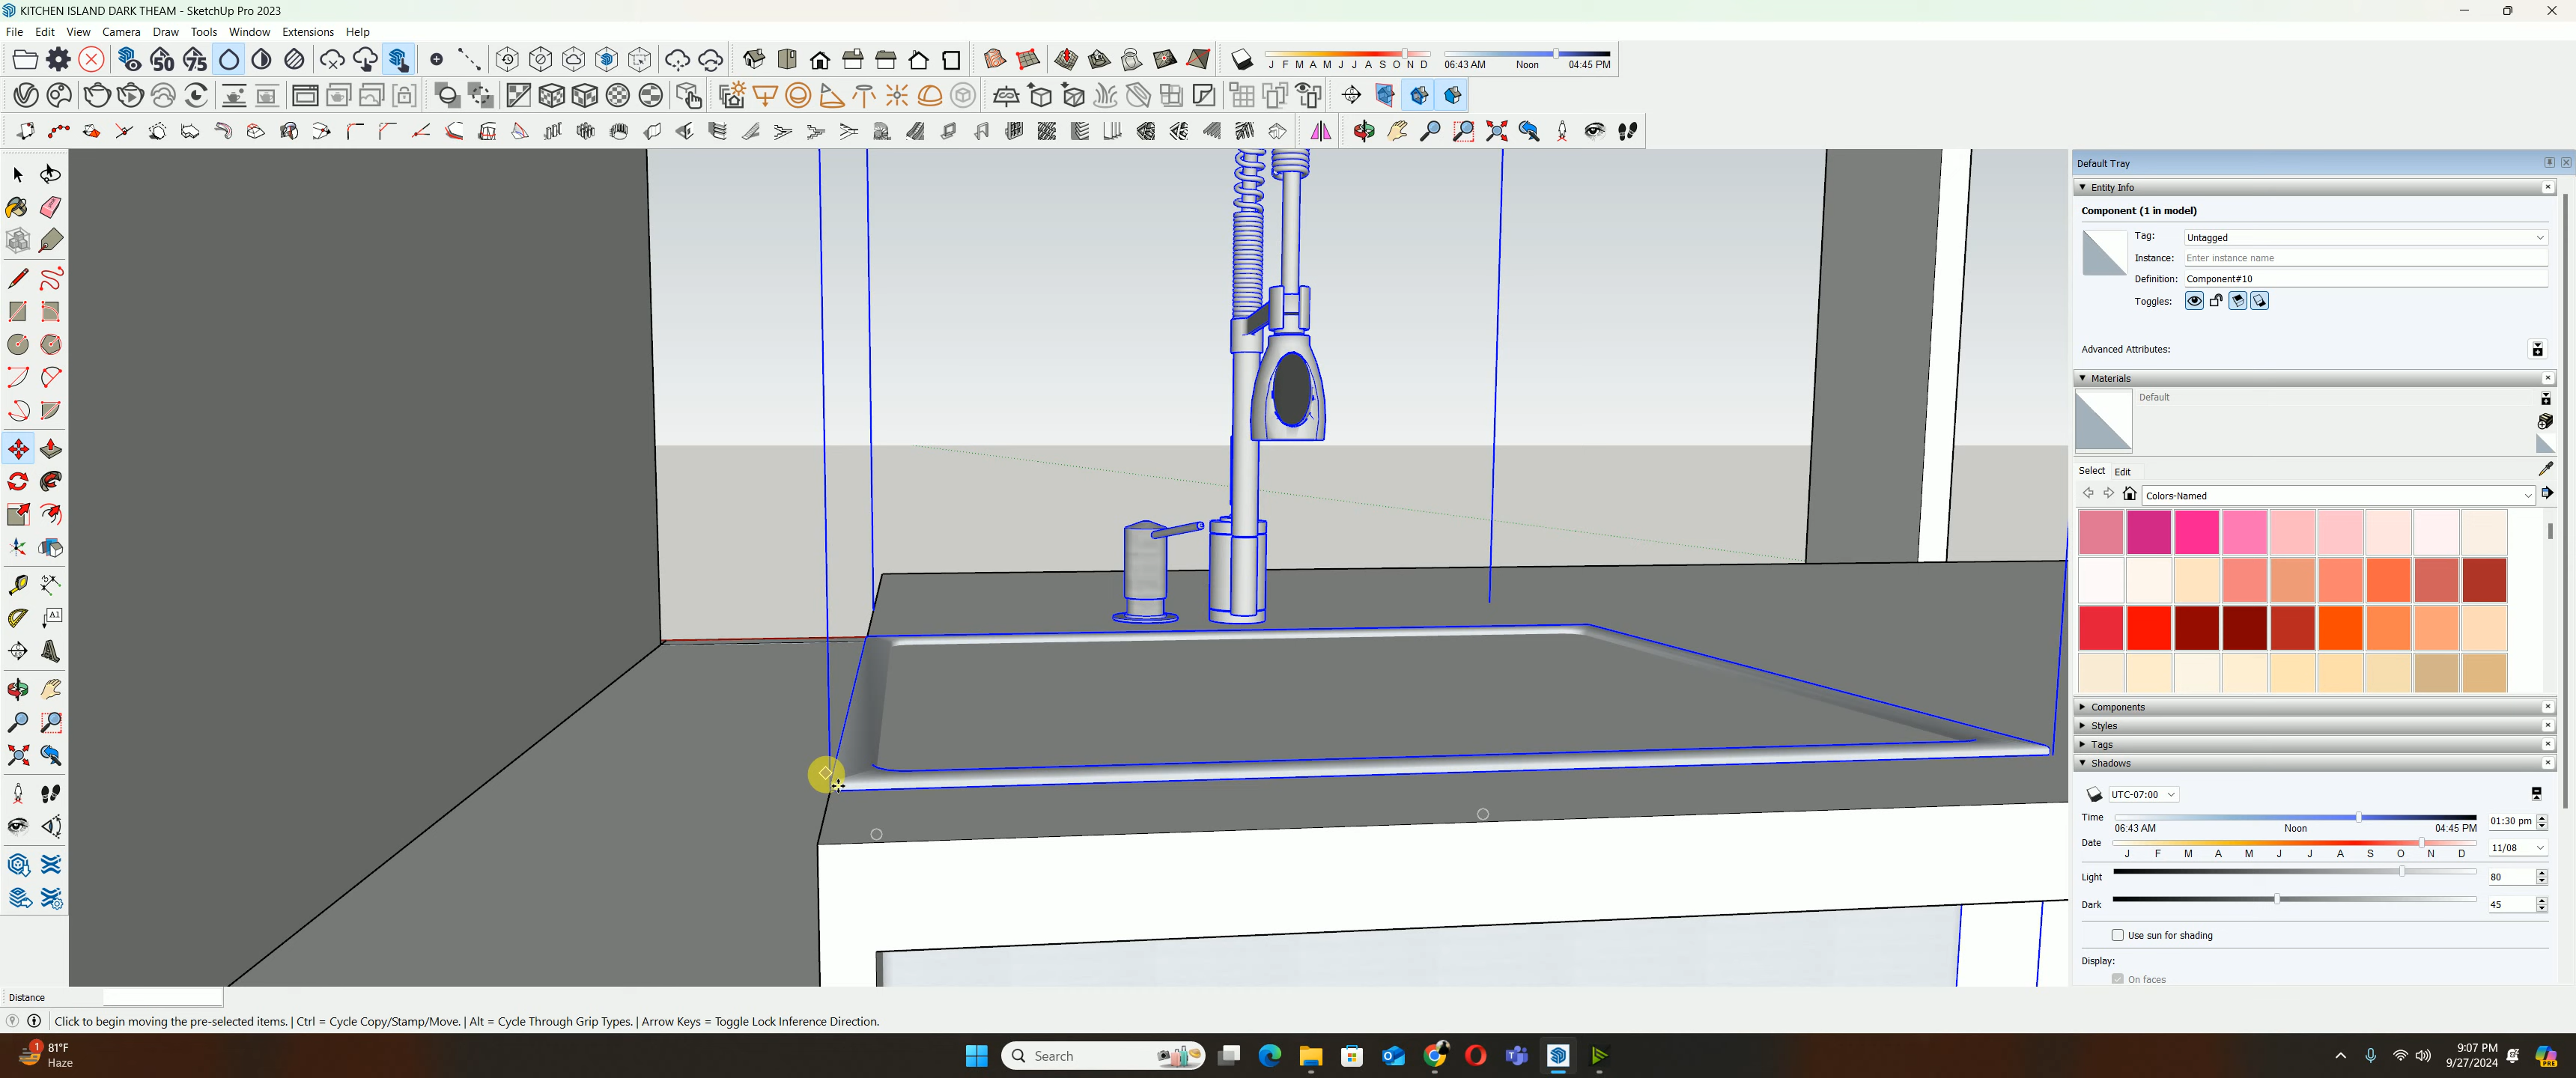 KITCHEN ISLAND DARK THEAM - SketchUp Pro 2023
File Edit View Camera Draw Tools Window Extensions Help
50 75
J F M A M J J A S O N D 06:43 AM Noon 04:45 PM
Default Tray
Entity Info
Component (1 in model)
Tag: Untagged
Instance: Enter instance name
Definition: Component#10
Toggles:
Advanced Attributes:
Materials
Default
Select Edit
Colors-Named
A1
Components
Styles
Tags
Shadows
UTC-07:00
Time 01:30 pm
06:43 AM Noon 04:45 PM
Date 11/08
J F M A M J J A S O N D
Light 80
Dark 45
Use sun for shading
Display:
On faces
Distance
Click to begin moving the pre-selected items. | Ctrl = Cycle Copy/Stamp/Move. | Alt = Cycle Through Grip Types. | Arrow Keys = Toggle Lock Inference Direction.
1 81°F
Haze
Search
9:07 PM
9/27/2024
PRE